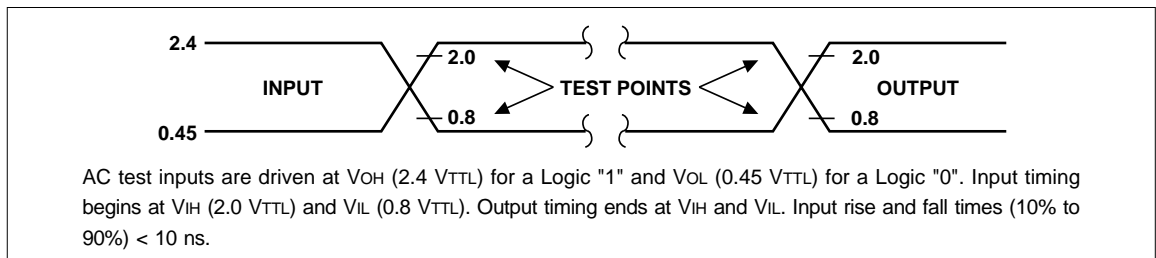 2.4
2.0
2.0
INPUT
TEST POINTS
OUTPUT
0.8
0.8
0.45
AC test inputs are driven at VOH (2.4 VTTL) for a Logic "1" and VOL (0.45 VTTL) for a Logic "0". Input timing
begins at VIH (2.0 VTTL) and VIL (0.8 VTTL). Output timing ends at VIH and VIL. Input rise and fall times (10% to
90%) < 10 ns.